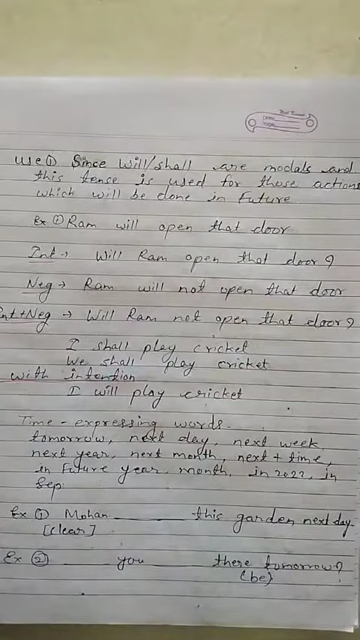 Use ① Since Will/shall are modals and
this tense is used for those actions
which will be done in Future
Ex ① Ram will open that door
Int → Will Ram open that door?
Neg → Ram will not open that door
Int+Neg → Will Ram not open that door?
I shall play cricket
We shall play cricket
with intention
I will play cricket
Time-expressing words.
tomorrow, next day, next week
next year, next month, next + time,
in Future year, month, in 2022, in
Sep
Ex ① Mohan ______ this garden next day
[clear]
Ex ② ______ you ______ there tomorrow?
(be)